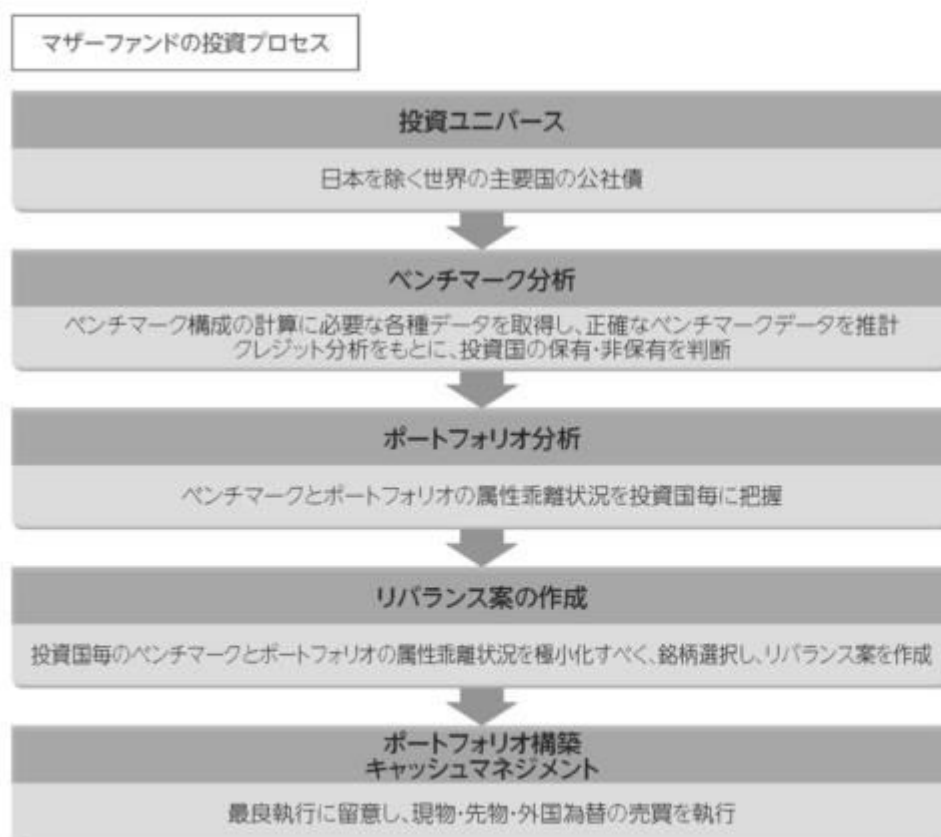 マザーファンドの投資プロセス
投資ユニバース
日本を除く世界の主要国の公社債
ベンチマーク分析
ベンチマーク構成の計算に必要な各種データを取得し、正確なベンチマークデータを推計
クレジット分析をもとに、投資国の保有・非保有を判断
ポートフォリオ分析
ベンチマークとポートフォリオの属性乖離状況を投資国毎に把握
リバランス案の作成
投資国毎のベンチマークとポートフォリオの属性乖離状況を極小化すべく、銘柄選択し、リバランス案を作成
ポートフォリオ構築
キャッシュマネジメント
最良執行に留意し、現物・先物・外国為替の売買を執行